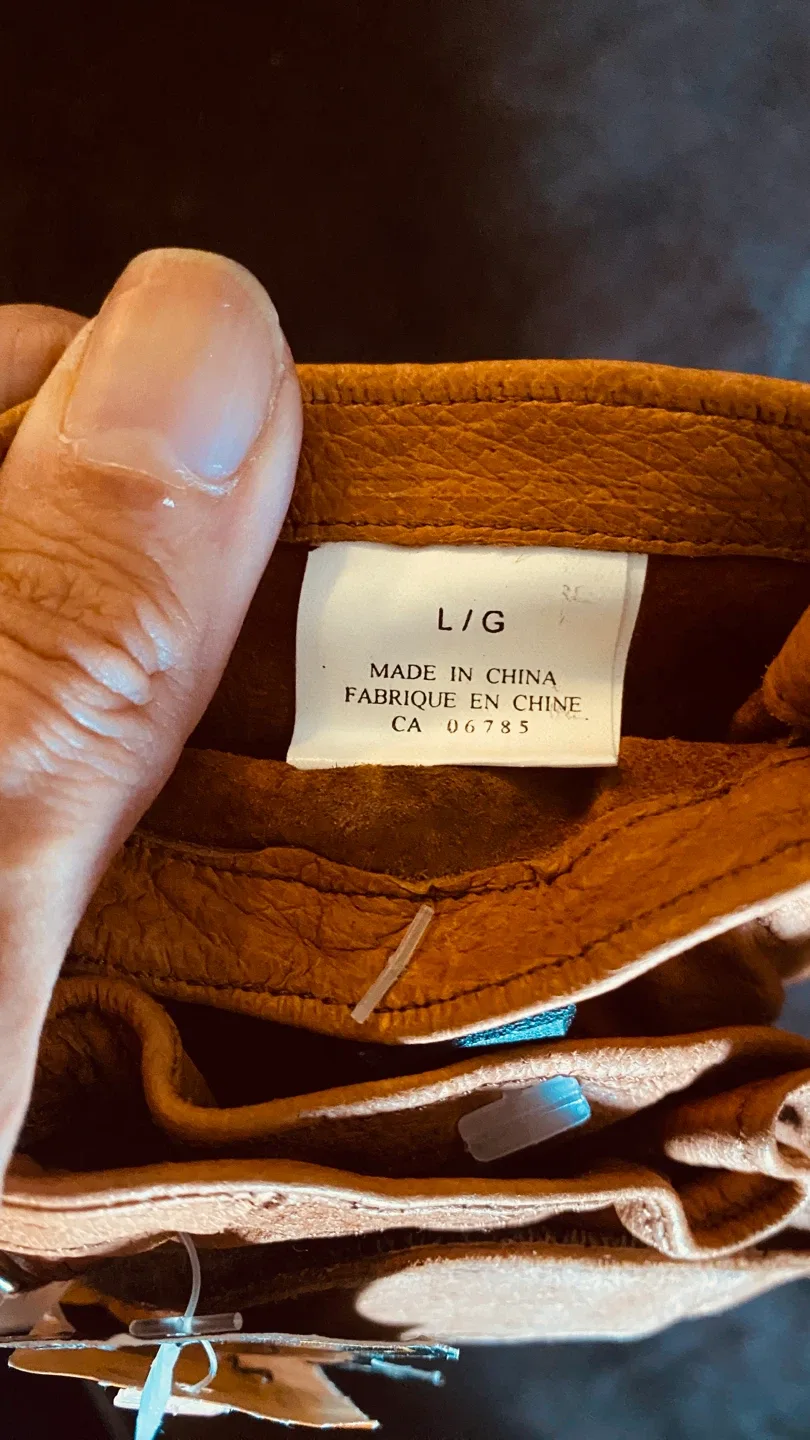 L/G
MADE IN CHINA
FABRIQUE EN CHINE
CA 06785